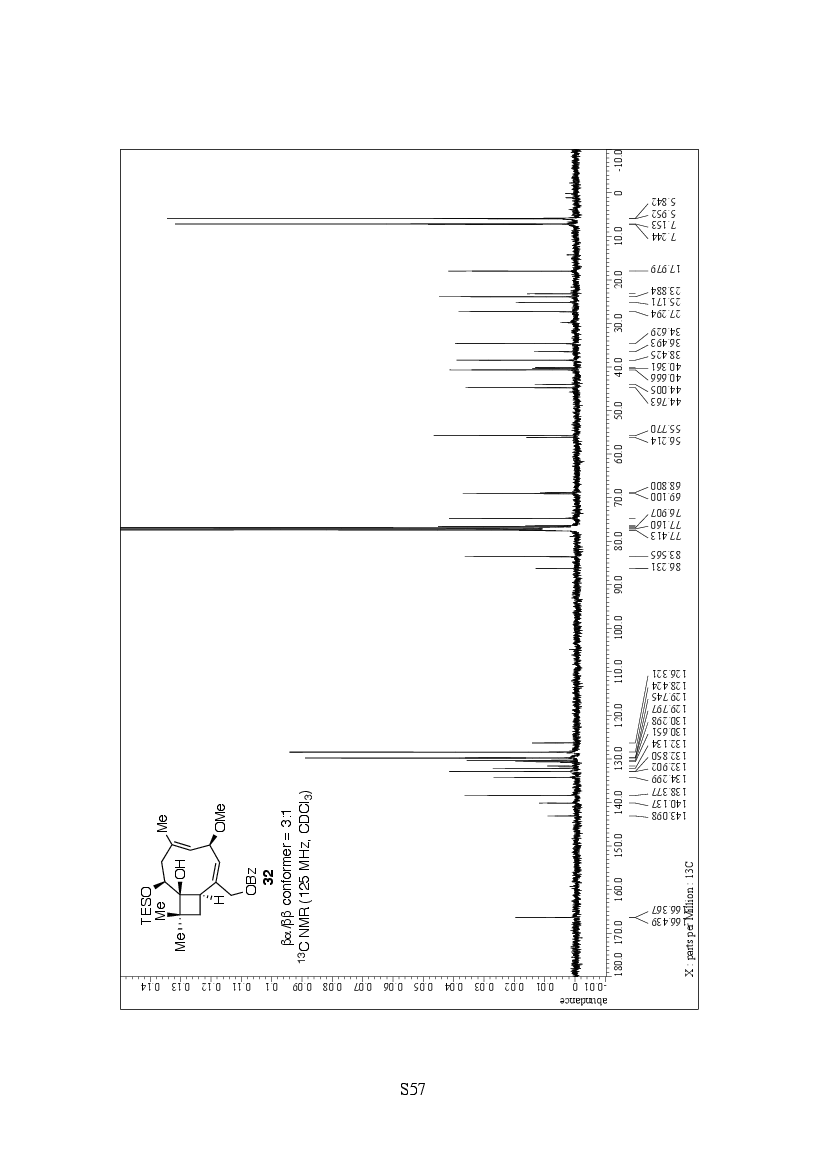 TESO
Me
Me
OH
Me
OMe
H
OBz
32
βα/ββ conformer = 3:1
¹³C NMR (125 MHz, CDCl₃)
abundance
-0.01 0 0.01 0.02 0.03 0.04 0.05 0.06 0.07 0.08 0.09 0.1 0.11 0.12 0.13 0.14
180.0 170.0 160.0 150.0 140.0 130.0 120.0 110.0 100.0 90.0 80.0 70.0 60.0 50.0 40.0 30.0 20.0 10.0 0 -10.0
X : parts per Million : 13C
166.439
166.367
143.098
140.137
138.377
134.299
132.902
132.850
132.134
130.651
130.298
129.797
129.745
128.424
126.321
86.231
83.565
77.413
77.160
76.907
69.100
68.800
56.214
55.770
44.763
44.005
40.666
40.361
38.425
36.493
34.629
27.294
25.171
23.884
17.979
7.244
7.153
5.952
5.842
S57